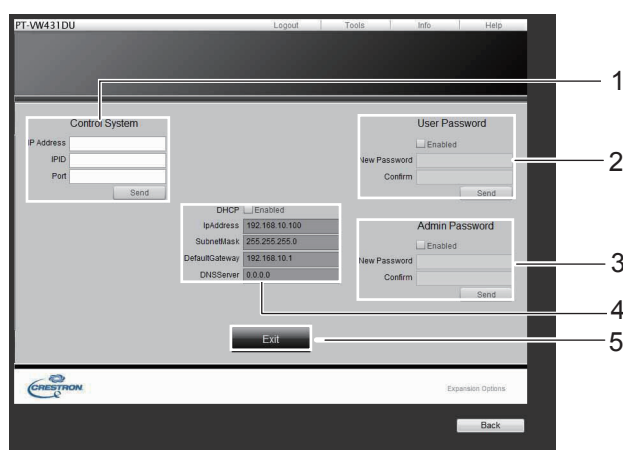 PT-VW431DU
Logout Tools Info Help
1
Control System
IP Address
IPID
Port
Send
User Password
Enabled
New Password
Confirm
Send
2
DHCP Enabled
IpAddress 192.168.10.100
SubnetMask 255.255.255.0
DefaultGateway 192.168.10.1
DNSServer 0.0.0.0
Admin Password
Enabled
New Password
Confirm
Send
3
4
Exit
5
CRESTRON
Expansion Options
Back